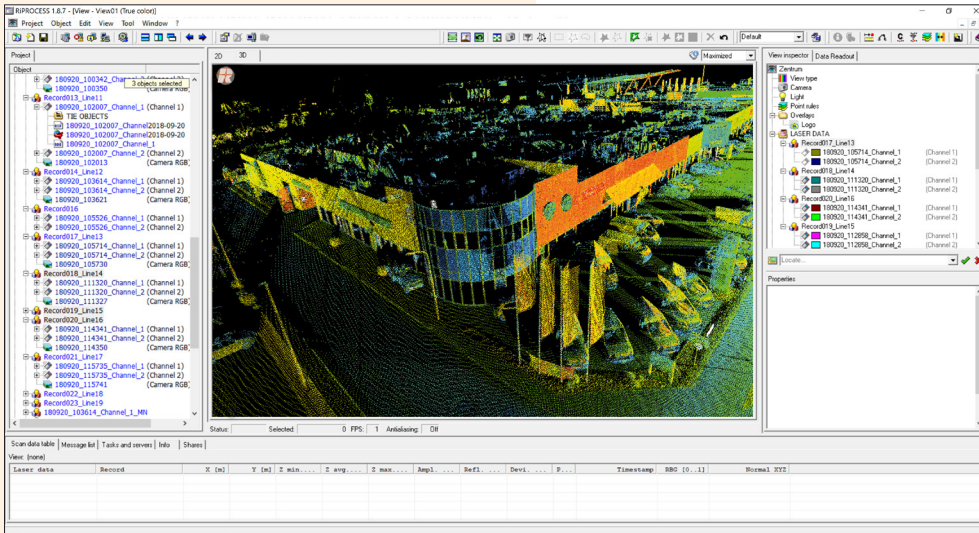 RiPROCESS 1.8.7 - [View - View01 (True color)]
Project Object Edit View Tool Window ?
Default
Project
Object
180920_100342_Channel_2 (Channel 2)
3 objects selected
180920_100350 (Camera RGB)
Record013_Line11
180920_102007_Channel_1 (Channel 1)
TIE OBJECTS
180920_102007_Channel 2018-09-20
180920_102007_Channel 2018-09-20
180920_102007_Channel_1
180920_102007_Channel_2 (Channel 2)
180920_102013 (Camera RGB)
Record014_Line12
180920_103614_Channel_1 (Channel 1)
180920_103614_Channel_2 (Channel 2)
180920_103621 (Camera RGB)
Record016
180920_105526_Channel_1 (Channel 1)
180920_105526_Channel_2 (Channel 2)
Record017_Line13
180920_105714_Channel_1 (Channel 1)
180920_105714_Channel_2 (Channel 2)
180920_105730 (Camera RGB)
Record018_Line14
180920_111320_Channel_1 (Channel 1)
180920_111320_Channel_2 (Channel 2)
180920_111327 (Camera RGB)
Record019_Line15
Record020_Line16
180920_114341_Channel_1 (Channel 1)
180920_114341_Channel_2 (Channel 2)
180920_114350 (Camera RGB)
Record021_Line17
180920_115735_Channel_1 (Channel 1)
180920_115735_Channel_2 (Channel 2)
180920_115741 (Camera RGB)
Record022_Line18
Record023_Line19
180920_103614_Channel_1_MN
2D 3D
Maximized
Status: Selected: 0 FPS: 1 Antialiasing: Off
View inspector Data Readout
Zentrum
View type
Camera
Light
Point rules
Overlays
Logo
LASER DATA
Record017_Line13
180920_105714_Channel_1 (Channel 1)
180920_105714_Channel_2 (Channel 2)
Record018_Line14
180920_111320_Channel_1 (Channel 1)
180920_111320_Channel_2 (Channel 2)
Record020_Line16
180920_114341_Channel_1 (Channel 1)
180920_114341_Channel_2 (Channel 2)
Record019_Line15
180920_112858_Channel_1 (Channel 1)
180920_112858_Channel_2 (Channel 2)
Locate...
Properties
Scan data table Message list Tasks and servers Info Shares
View: (none)
Laser data Record X [m] Y [m] Z min.... Z avg.... Z max.... Ampl. ... Refl. ... Devi. ... P... Timestamp RBG [0..1] Normal XYZ